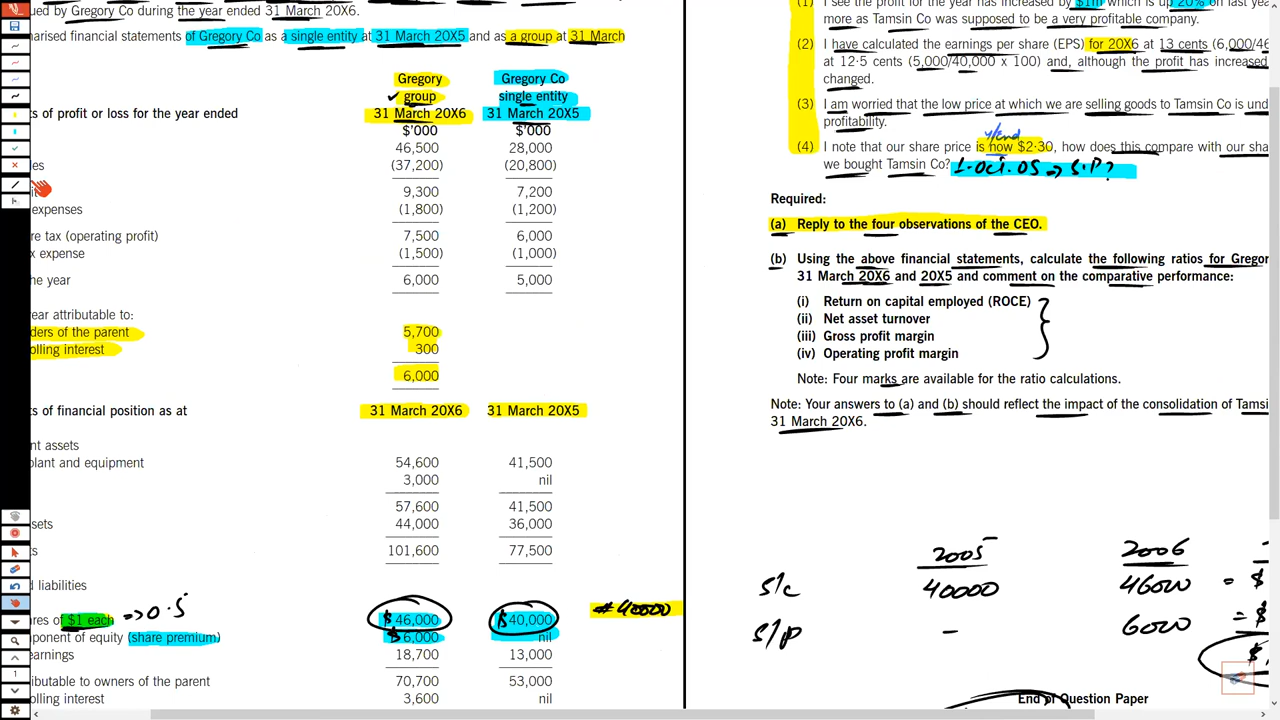 ued by Gregory Co during the year ended 31 March 20X6.
marised financial statements of Gregory Co as a single entity at 31 March 20X5 and as a group at 31 March
Gregory Gregory Co
group single entity
ts of profit or loss for the year ended 31 March 20X6 31 March 20X5
$'000 $'000
46,500 28,000
les (37,200) (20,800)
9,300 7,200
expenses (1,800) (1,200)
re tax (operating profit) 7,500 6,000
x expense (1,500) (1,000)
he year 6,000 5,000
ear attributable to:
ders of the parent 5,700
olling interest 300
6,000
ts of financial position as at 31 March 20X6 31 March 20X5
nt assets
plant and equipment 54,600 41,500
3,000 nil
57,600 41,500
sets 44,000 36,000
ts 101,600 77,500
d liabilities
ares of $1 each => 0.5 $ 46,000 $ 40,000 40000
ponent of equity (share premium) $ 6,000 nil
earnings 18,700 13,000
ibutable to owners of the parent 70,700 53,000
olling interest 3,600 nil
(1) I see the profit for the year has increased by $1m which is up 20% on last yea
more as Tamsin Co was supposed to be a very profitable company.
(2) I have calculated the earnings per share (EPS) for 20X6 at 13 cents (6,000/46
at 12·5 cents (5,000/40,000 x 100) and, although the profit has increased
changed.
(3) I am worried that the low price at which we are selling goods to Tamsin Co is und
profitability.
y/end
(4) I note that our share price is now $2·30, how does this compare with our sha
we bought Tamsin Co? 1.Oct.05 => S.P?
Required:
(a) Reply to the four observations of the CEO.
(b) Using the above financial statements, calculate the following ratios for Gregor
31 March 20X6 and 20X5 and comment on the comparative performance:
(i) Return on capital employed (ROCE)
(ii) Net asset turnover
(iii) Gross profit margin
(iv) Operating profit margin
Note: Four marks are available for the ratio calculations.
Note: Your answers to (a) and (b) should reflect the impact of the consolidation of Tamsi
31 March 20X6.
2005 2006
S/C 40000 46000 = $
S/P - 6000 = $
$
End of Question Paper
1